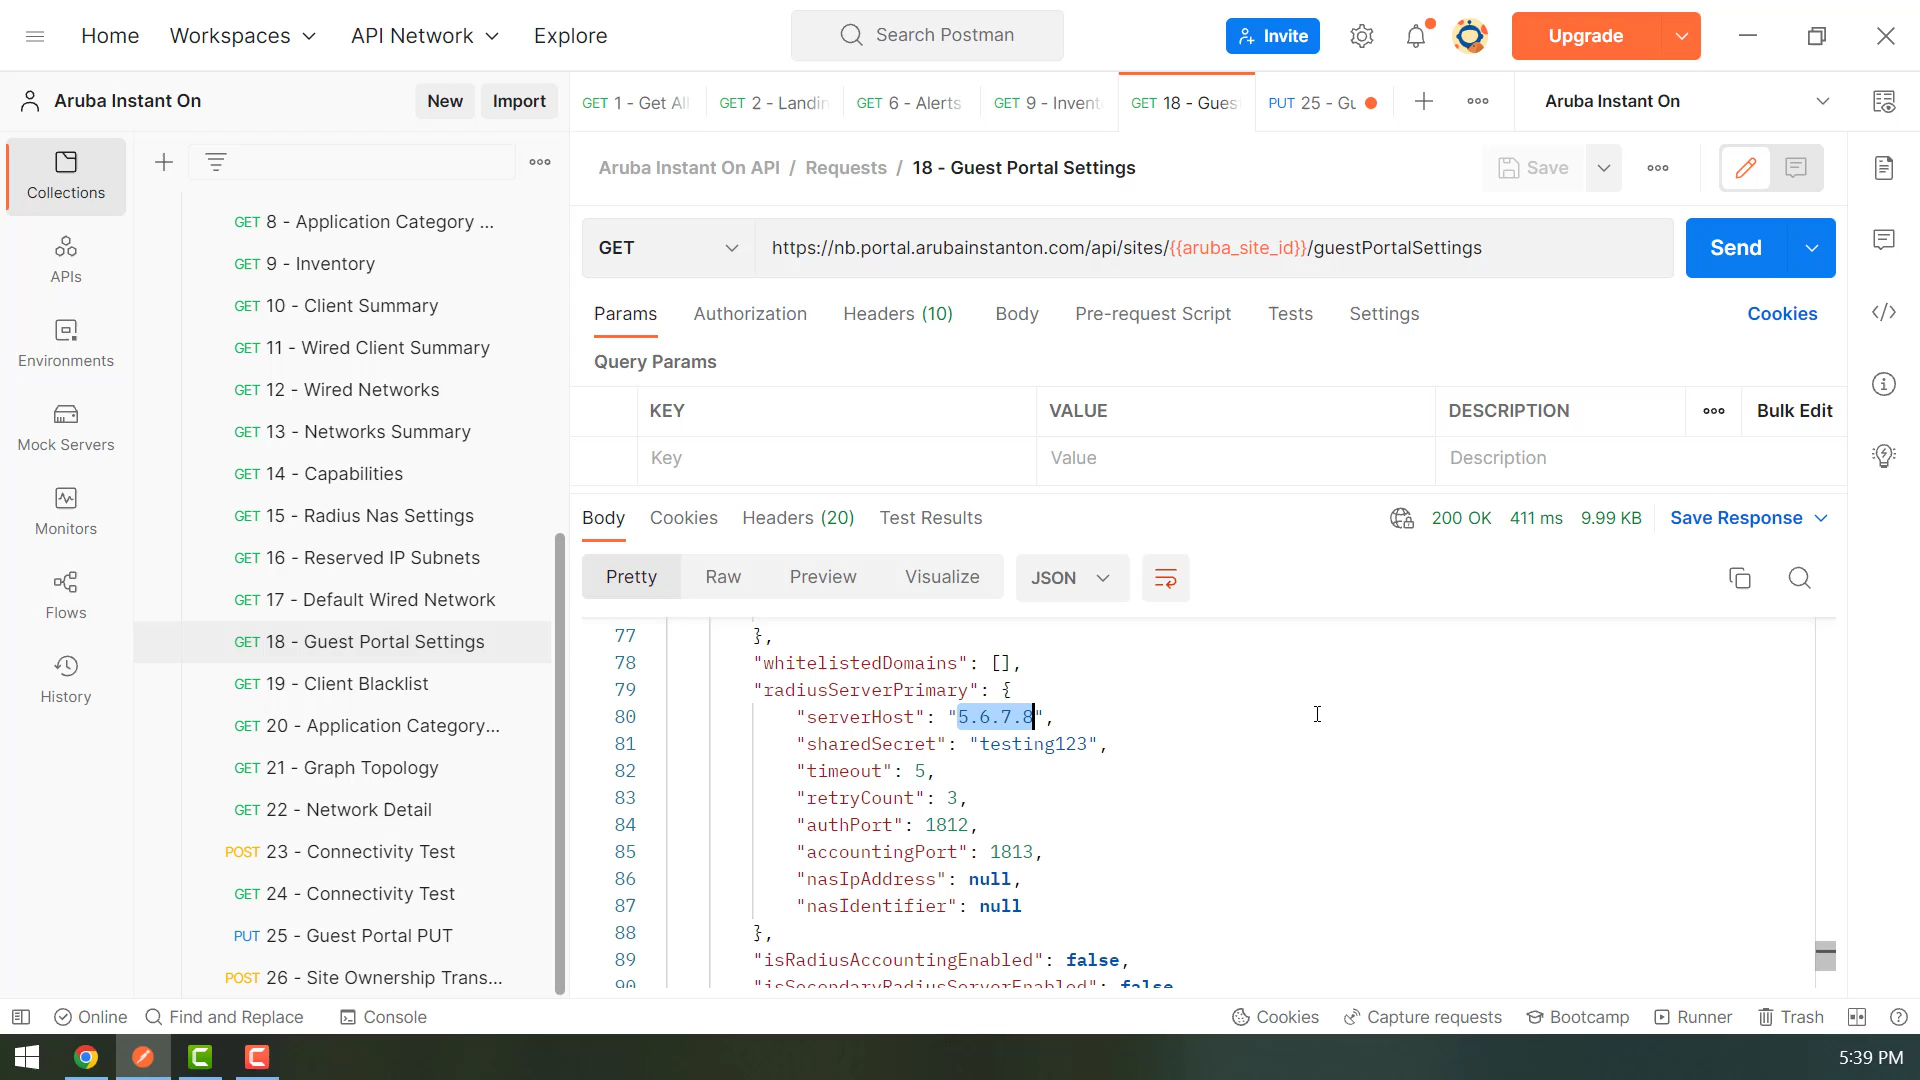 Home
Workspaces
API Network
Explore
Search Postman
Invite
Upgrade
Aruba Instant On
New
Import
GET 1 - Get All
GET 2 - Landin
GET 6 - Alerts
GET 9 - Invent
GET 18 - Gues
PUT 25 - Gu
Aruba Instant On
Collections
APIs
Environments
Mock Servers
Monitors
Flows
History
GET 8 - Application Category ...
GET 9 - Inventory
GET 10 - Client Summary
GET 11 - Wired Client Summary
GET 12 - Wired Networks
GET 13 - Networks Summary
GET 14 - Capabilities
GET 15 - Radius Nas Settings
GET 16 - Reserved IP Subnets
GET 17 - Default Wired Network
GET 18 - Guest Portal Settings
GET 19 - Client Blacklist
GET 20 - Application Category...
GET 21 - Graph Topology
GET 22 - Network Detail
POST 23 - Connectivity Test
GET 24 - Connectivity Test
PUT 25 - Guest Portal PUT
POST 26 - Site Ownership Trans...
Aruba Instant On API / Requests / 18 - Guest Portal Settings
Save
GET
https://nb.portal.arubainstanton.com/api/sites/{{aruba_site_id}}/guestPortalSettings
Send
Params
Authorization
Headers (10)
Body
Pre-request Script
Tests
Settings
Cookies
Query Params
KEY
VALUE
DESCRIPTION
Bulk Edit
Key
Value
Description
Body
Cookies
Headers (20)
Test Results
200 OK
411 ms
9.99 KB
Save Response
Pretty
Raw
Preview
Visualize
JSON
77 },
78 "whitelistedDomains": [],
79 "radiusServerPrimary": {
80 "serverHost": "5.6.7.8",
81 "sharedSecret": "testing123",
82 "timeout": 5,
83 "retryCount": 3,
84 "authPort": 1812,
85 "accountingPort": 1813,
86 "nasIpAddress": null,
87 "nasIdentifier": null
88 },
89 "isRadiusAccountingEnabled": false,
90 "isSecondaryRadiusServerEnabled": false
Online
Find and Replace
Console
Cookies
Capture requests
Bootcamp
Runner
Trash
5:39 PM